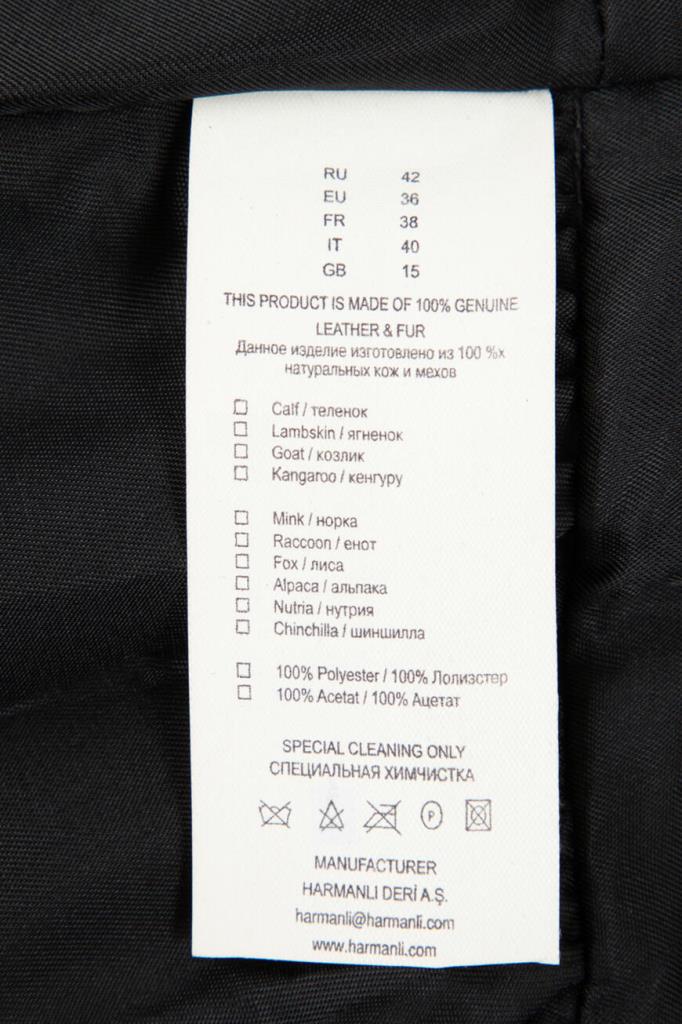 RU 42
EU 36
FR 38
IT 40
GB 15
THIS PRODUCT IS MADE OF 100% GENUINE
LEATHER & FUR
Данное изделие изготовлено из 100 %х
натуральных кож и мехов
Calf / теленок
Lambskin / ягненок
Goat / козлик
Kangaroo / кенгуру
Mink / норка
Raccoon / енот
Fox / лиса
Alpaca / альпака
Nutria / нутрия
Chinchilla / шиншилла
100% Polyester / 100% Лолиэстер
100% Acetat / 100% Ацетат
SPECIAL CLEANING ONLY
СПЕЦИАЛЬНАЯ ХИМЧИСТКА
P
MANUFACTURER
HARMANLI DERİ A.Ş.
harmanli@harmanli.com
www.harmanli.com